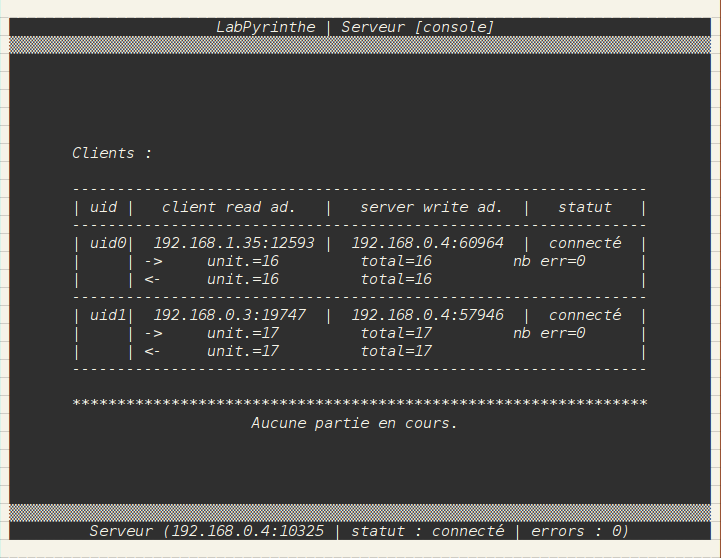 LabPyrinthe | Serveur [console]
Clients :
----------------------------------------------------------------
| uid |   client read ad.   |   server write ad.  |   statut   |
----------------------------------------------------------------
| uid0|  192.168.1.35:12593 |  192.168.0.4:60964  |  connecté  |
|     | ->     unit.=16         total=16         nb err=0      |
|     | <-     unit.=16         total=16                       |
----------------------------------------------------------------
| uid1|  192.168.0.3:19747  |  192.168.0.4:57946  |  connecté  |
|     | ->     unit.=17         total=17         nb err=0      |
|     | <-     unit.=17         total=17                       |
----------------------------------------------------------------
****************************************************************
Aucune partie en cours.
Serveur (192.168.0.4:10325 | statut : connecté | errors : 0)